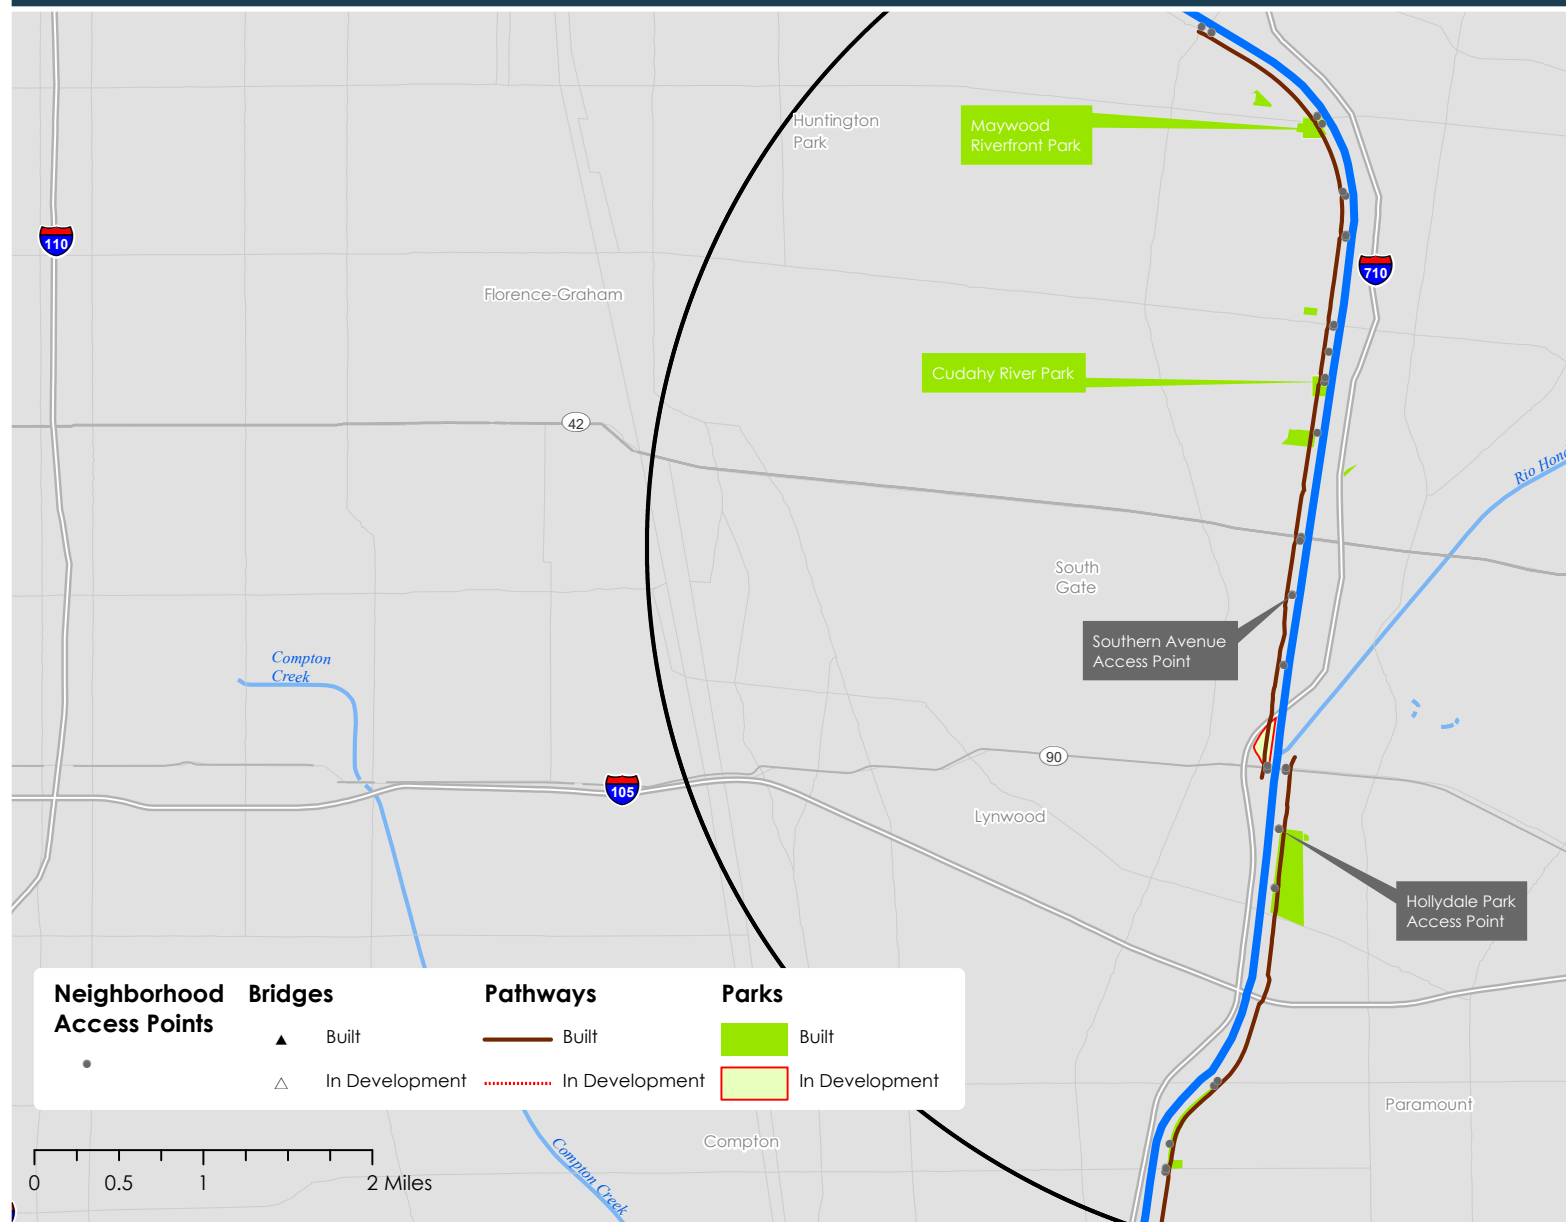 Huntington
Park
Maywood
Riverfront Park
110
710
Florence-Graham
Cudahy River Park
42
Rio Hond
South
Gate
Southern Avenue
Access Point
Compton
Creek
90
105
Lynwood
Hollydale Park
Access Point
Neighborhood
Access Points
Bridges
Built
In Development
Pathways
Built
In Development
Parks
Built
In Development
Paramount
Compton
Compton Creek
0 0.5 1 2 Miles